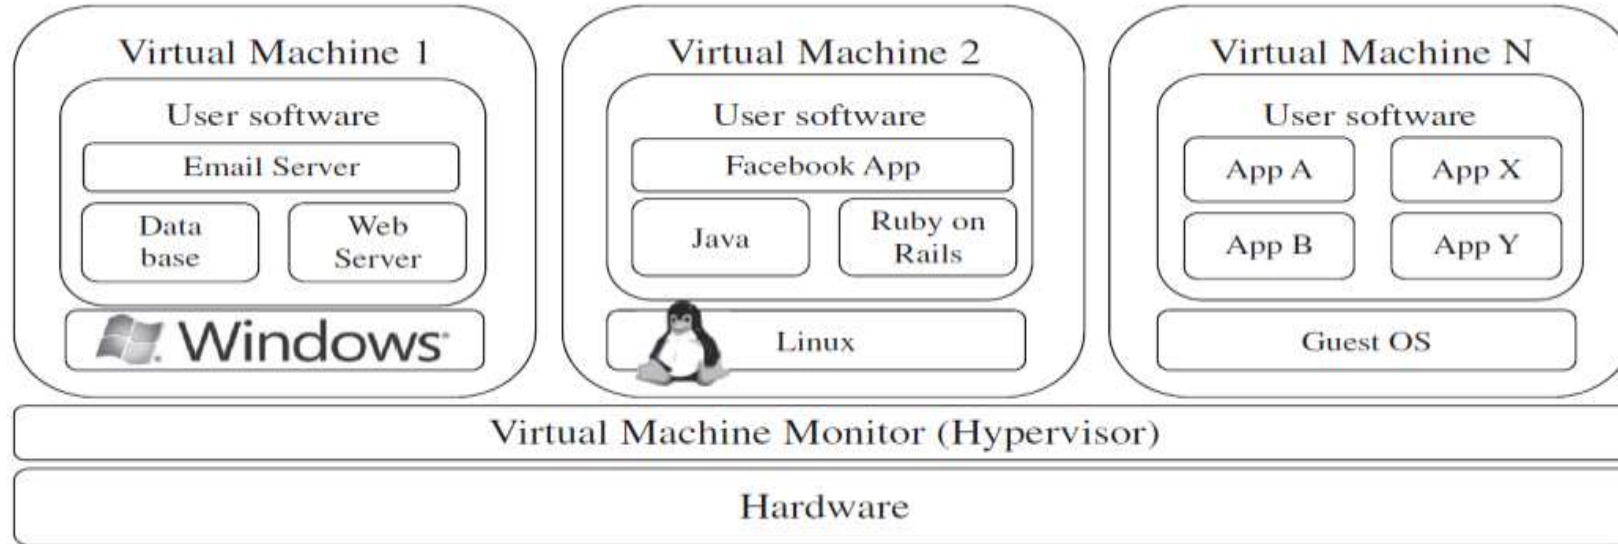 Virtual Machine 1
User software
Email Server
Data
base
Web
Server
Windows
Virtual Machine 2
User software
Facebook App
Java
Ruby on
Rails
Linux
Virtual Machine N
User software
App A
App X
App B
App Y
Guest OS
Virtual Machine Monitor (Hypervisor)
Hardware